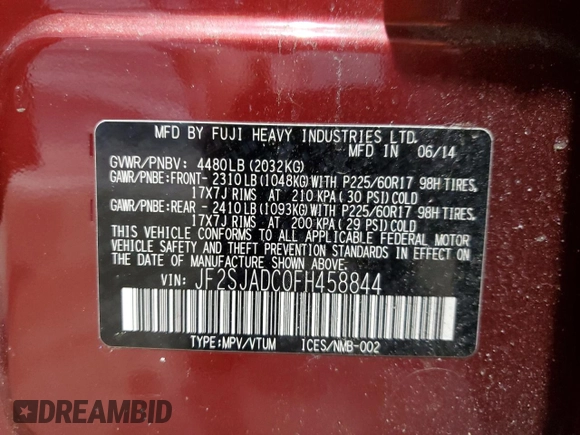 MFD BY FUJI HEAVY INDUSTRIES LTD.
MFD IN 06/14
GVWR/PNBV: 4480LB (2032KG)
GAWR/PNBE:FRONT- 2310LB (1048KG)WITH P225/60R17 98H TIRES,
17X7J RIMS AT 210 KPA ( 30 PSI)COLD
GAWR/PNBE:REAR - 2410LB (1093KG)WITH P225/60R17 98H TIRES,
17X7J RIMS AT 200 KPA ( 29 PSI)COLD
THIS VEHICLE CONFORMS TO ALL APPLICABLE FEDERAL MOTOR
VEHICLE SAFETY AND THEFT PREVENTION STANDARDS IN EFFECT ON
THE DATE OF MANUFACTURE SHOWN ABOVE.
VIN: JF2SJADC0FH458844
TYPE:MPV/VTUM ICES/NMB-002
DREAMBID